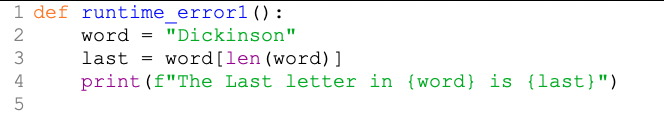 1 def runtime_error1():
2     word = "Dickinson"
3     last = word[len(word)]
4     print(f"The Last letter in {word} is {last}")
5